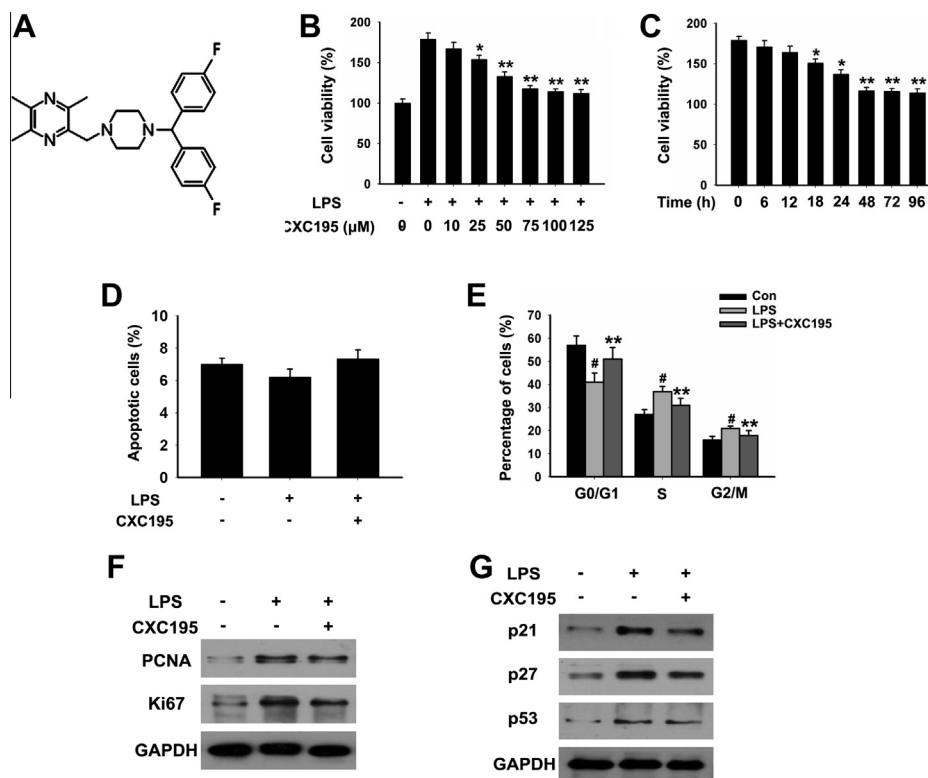 A
F
N
N
N
N
F
B
Cell viability (%)
200
150
100
50
0
* ** ** ** **
LPS - + + + + + + +
CXC195 (µM) 0 0 10 25 50 75 100 125
C
Cell viability (%)
200
150
100
50
0
* * ** ** **
Time (h) 0 6 12 18 24 48 72 96
D
Apoptotic cells (%)
10
8
6
4
2
0
LPS - + +
CXC195 - - +
E
Con
LPS
LPS+CXC195
Percentage of cells (%)
70
60
50
40
30
20
10
0
# ** # ** # **
G0/G1 S G2/M
F
LPS - + +
CXC195 - - +
PCNA
Ki67
GAPDH
G
LPS - + +
CXC195 - - +
p21
p27
p53
GAPDH